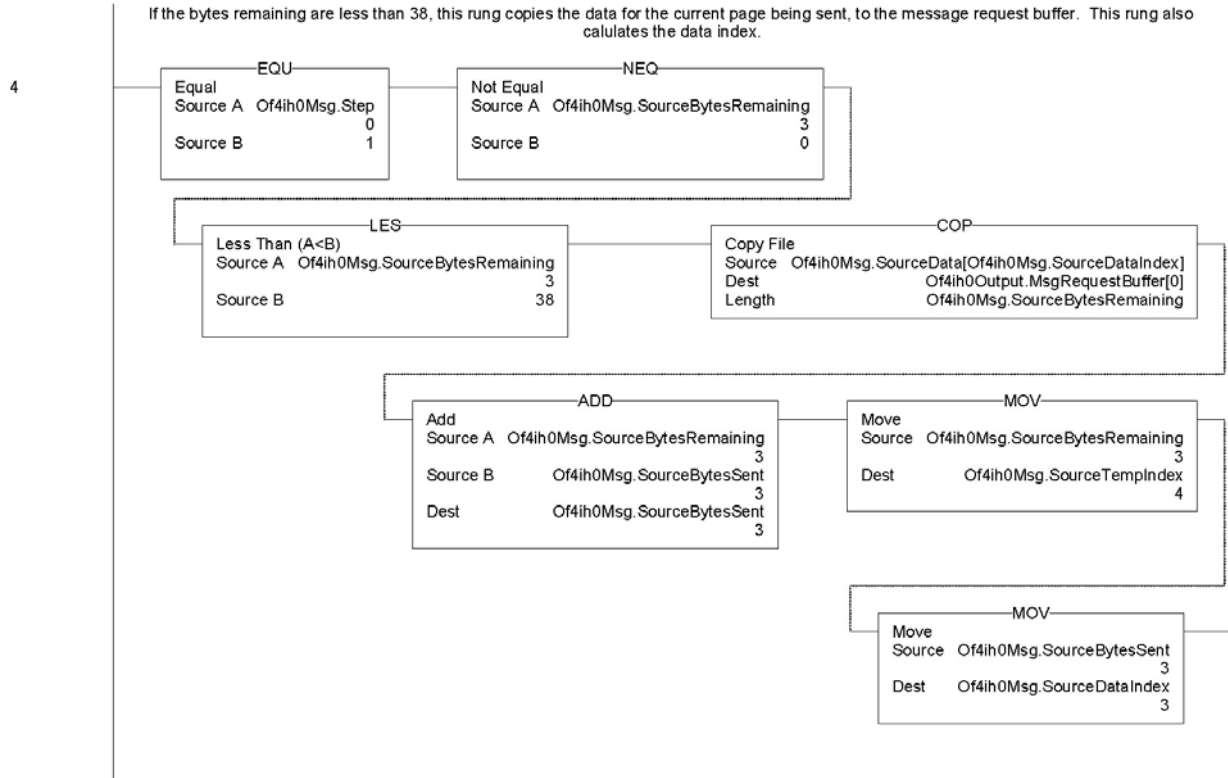 If the bytes remaining are less than 38, this rung copies the data for the current page being sent, to the message request buffer. This rung also
calulates the data index.
4
EQU
Equal
Source A Of4ih0Msg.Step
0
Source B 1
NEQ
Not Equal
Source A Of4ih0Msg.SourceBytesRemaining
3
Source B 0
LES
Less Than (A<B)
Source A Of4ih0Msg.SourceBytesRemaining
3
Source B 38
COP
Copy File
Source Of4ih0Msg.SourceData[Of4ih0Msg.SourceDataIndex]
Dest Of4ih0Output.MsgRequestBuffer[0]
Length Of4ih0Msg.SourceBytesRemaining
ADD
Add
Source A Of4ih0Msg.SourceBytesRemaining
3
Source B Of4ih0Msg.SourceBytesSent
3
Dest Of4ih0Msg.SourceBytesSent
3
MOV
Move
Source Of4ih0Msg.SourceBytesRemaining
3
Dest Of4ih0Msg.SourceTempIndex
4
MOV
Move
Source Of4ih0Msg.SourceBytesSent
3
Dest Of4ih0Msg.SourceDataIndex
3